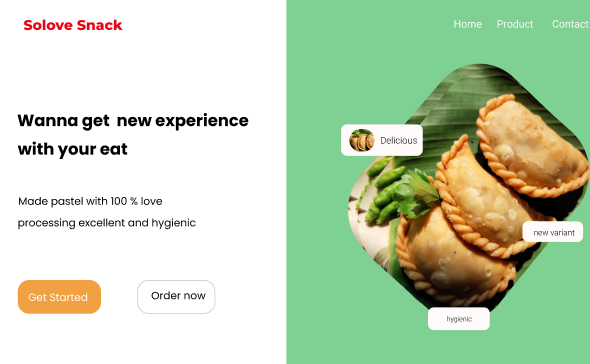 Solove Snack
Home Product Contact
Wanna get new experience
with your eat
Made pastel with 100 % love
processing excellent and hygienic
Get Started
Order now
Delicious
new variant
hygienic